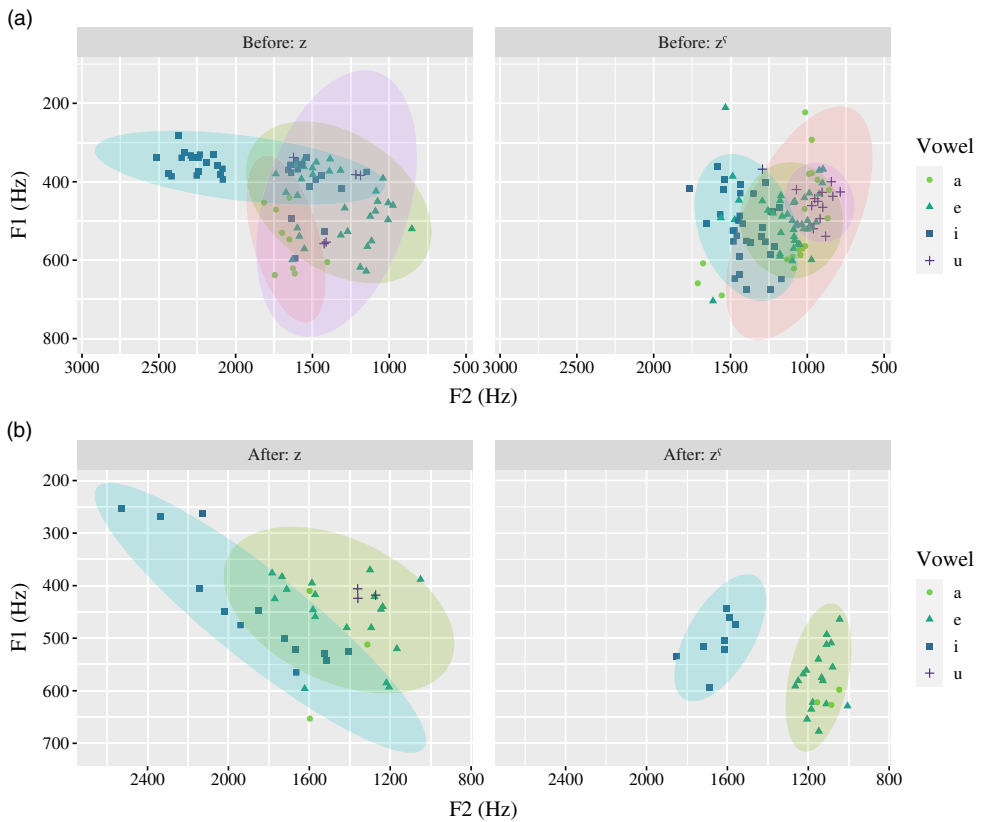 (a)
Before: z
Before: zˤ
200
400
600
800
F1 (Hz)
3000 2500 2000 1500 1000 500
3000 2500 2000 1500 1000 500
F2 (Hz)
Vowel
a
e
i
u
(b)
After: z
After: zˤ
200
300
400
500
600
700
F1 (Hz)
2400 2000 1600 1200 800
2400 2000 1600 1200 800
F2 (Hz)
Vowel
a
e
i
u